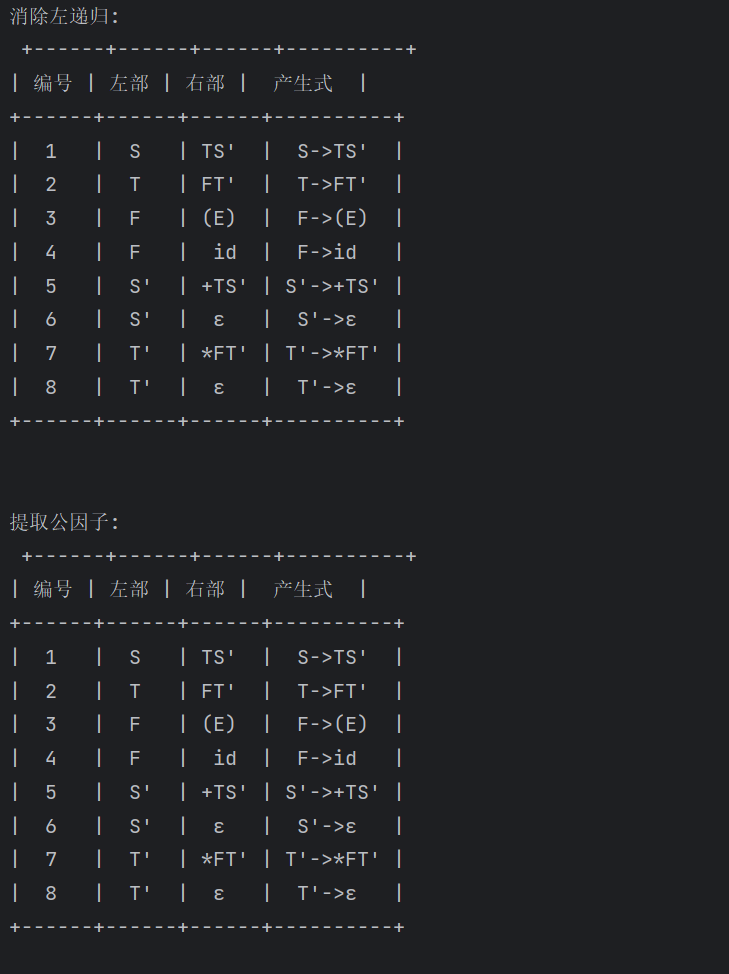 消除左递归:
+------+------+------+----------+
| 编号 | 左部 | 右部 |  产生式  |
+------+------+------+----------+
|  1   |  S   | TS'  |  S->TS'  |
|  2   |  T   | FT'  |  T->FT'  |
|  3   |  F   | (E)  |  F->(E)  |
|  4   |  F   |  id  |  F->id   |
|  5   |  S'  | +TS' | S'->+TS' |
|  6   |  S'  |  ε   |  S'->ε   |
|  7   |  T'  | *FT' | T'->*FT' |
|  8   |  T'  |  ε   |  T'->ε   |
+------+------+------+----------+
提取公因子:
+------+------+------+----------+
| 编号 | 左部 | 右部 |  产生式  |
+------+------+------+----------+
|  1   |  S   | TS'  |  S->TS'  |
|  2   |  T   | FT'  |  T->FT'  |
|  3   |  F   | (E)  |  F->(E)  |
|  4   |  F   |  id  |  F->id   |
|  5   |  S'  | +TS' | S'->+TS' |
|  6   |  S'  |  ε   |  S'->ε   |
|  7   |  T'  | *FT' | T'->*FT' |
|  8   |  T'  |  ε   |  T'->ε   |
+------+------+------+----------+